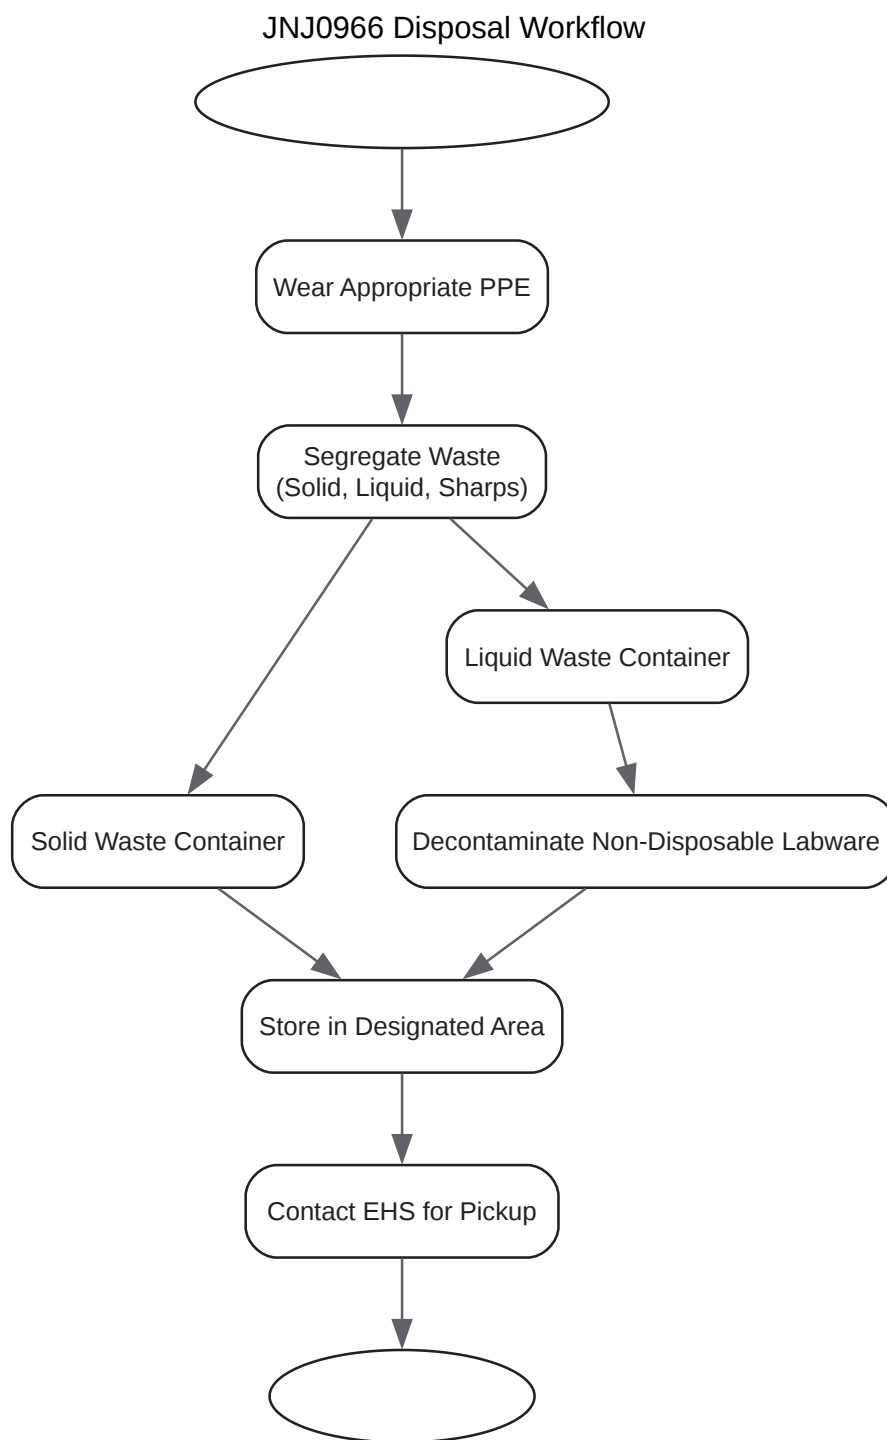 JNJ0966 Disposal Workflow
Wear Appropriate PPE
Segregate Waste
(Solid, Liquid, Sharps)
Liquid Waste Container
Solid Waste Container
Decontaminate Non-Disposable Labware
Store in Designated Area
Contact EHS for Pickup